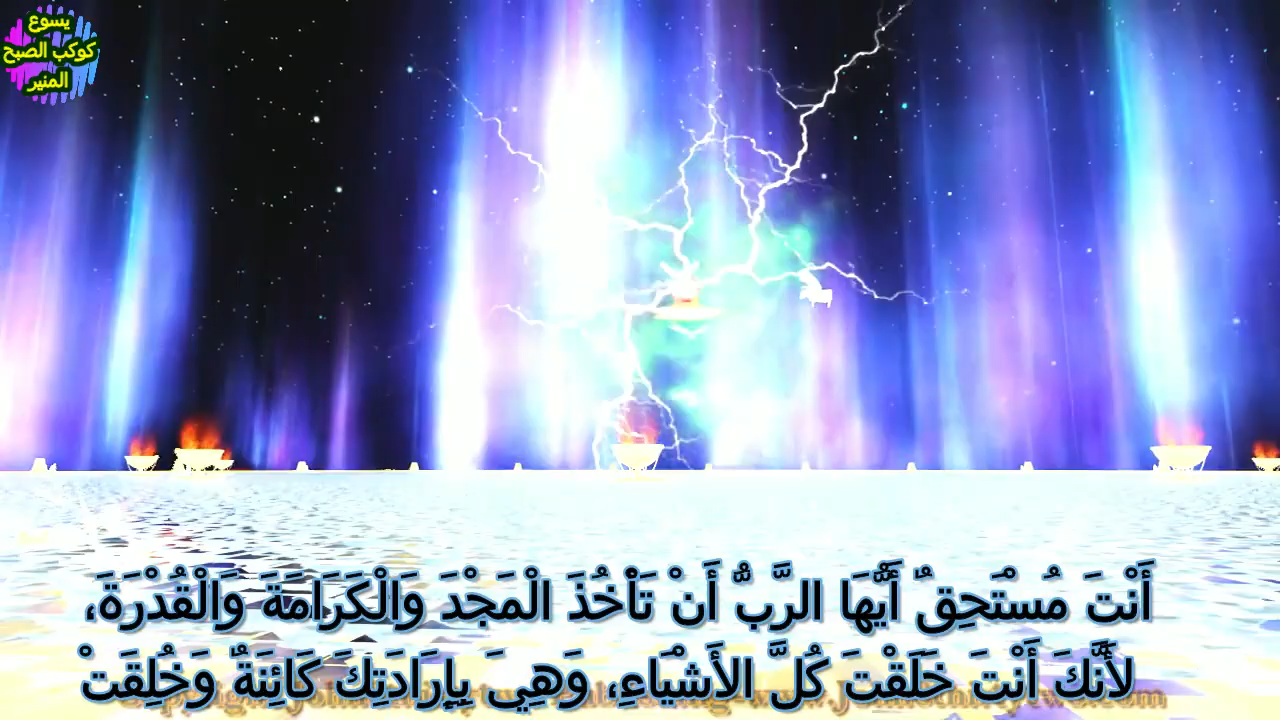 يسوع
كوكب الصبح
المنير
أَنْتَ مُسْتَحِقٌ أَيُّهَا الرَّبُّ أَنْ تَأْخُذَ الْمَجْدَ وَالْكَرَامَةَ وَالْقُدْرَةَ،
لأَنَّكَ أَنْتَ خَلَقْتَ كُلَّ الأَشْيَاءِ، وَهِيَ بِإِرَادَتِكَ كَائِنَةٌ وَخُلِقَتْ